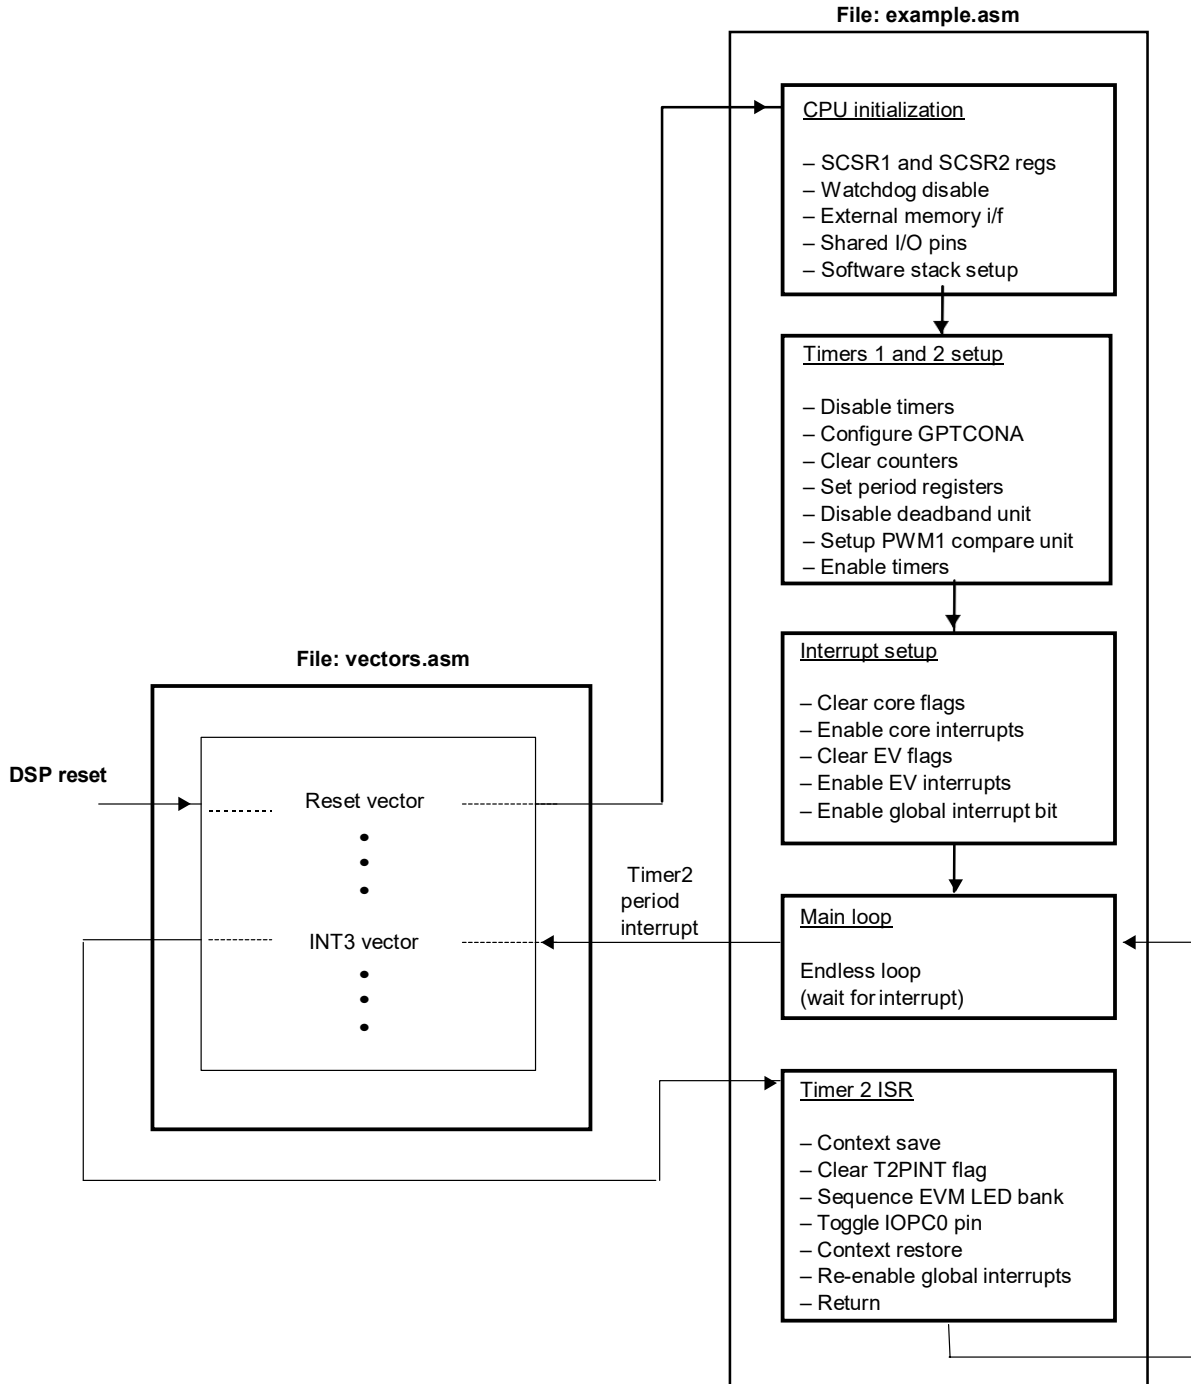 File: example.asm
CPU initialization
– SCSR1 and SCSR2 regs
– Watchdog disable
– External memory i/f
– Shared I/O pins
– Software stack setup
Timers 1 and 2 setup
– Disable timers
– Configure GPTCONA
– Clear counters
– Set period registers
– Disable deadband unit
– Setup PWM1 compare unit
– Enable timers
Interrupt setup
– Clear core flags
– Enable core interrupts
– Clear EV flags
– Enable EV interrupts
– Enable global interrupt bit
File: vectors.asm
DSP reset
Reset vector
INT3 vector
Timer2
period
interrupt
Main loop
Endless loop
(wait for interrupt)
Timer 2 ISR
– Context save
– Clear T2PINT flag
– Sequence EVM LED bank
– Toggle IOPC0 pin
– Context restore
– Re-enable global interrupts
– Return